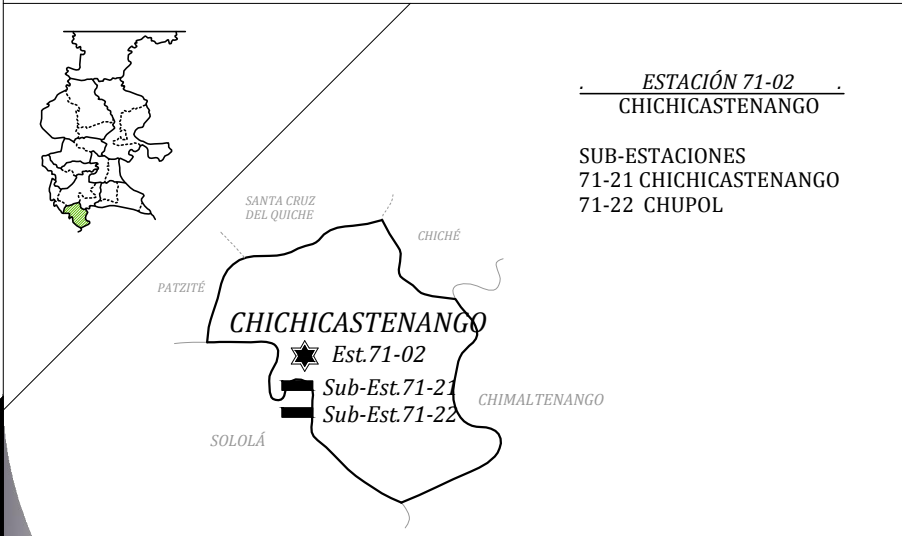 . ESTACIÓN 71-02 .
CHICHICASTENANGO
SUB-ESTACIONES
71-21 CHICHICASTENANGO
71-22 CHUPOL
SANTA CRUZ
DEL QUICHE
CHICHÉ
PATZITÉ
CHICHICASTENANGO
Est.71-02
Sub-Est.71-21
Sub-Est.71-22
CHIMALTENANGO
SOLOLÁ